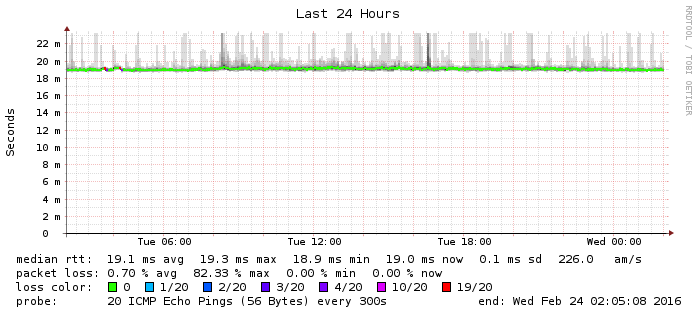 Last 24 Hours
RRDTOOL / TOBI OETIKER
Seconds
22 m
20 m
18 m
16 m
14 m
12 m
10 m
8 m
6 m
4 m
2 m
0
Tue 06:00 Tue 12:00 Tue 18:00 Wed 00:00
median rtt: 19.1 ms avg 19.3 ms max 18.9 ms min 19.0 ms now 0.1 ms sd 226.0 am/s
packet loss: 0.70 % avg 82.33 % max 0.00 % min 0.00 % now
loss color: 0 1/20 2/20 3/20 4/20 10/20 19/20
probe: 20 ICMP Echo Pings (56 Bytes) every 300s end: Wed Feb 24 02:05:08 2016